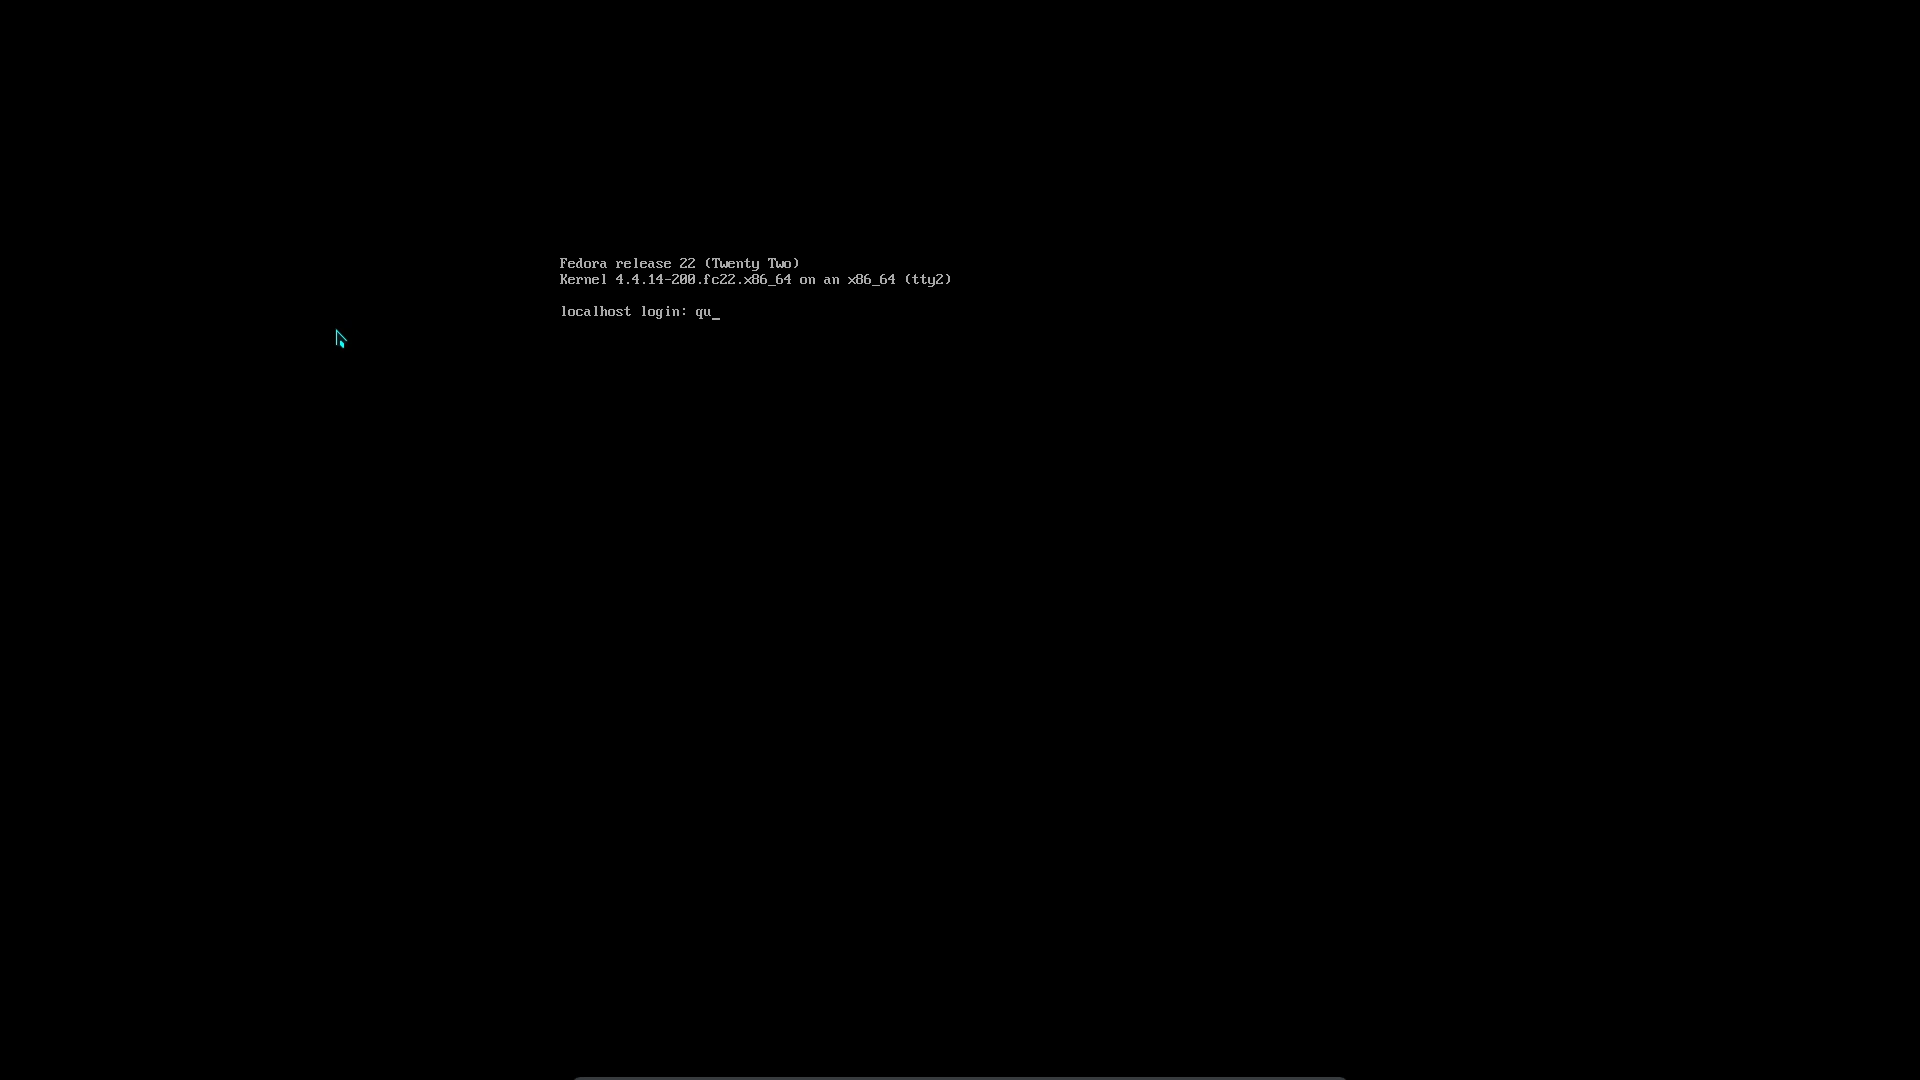 Fedora release 22 (Twenty Two)
Kernel 4.4.14-200.fc22.x86_64 on an x86_64 (tty2)
localhost login: qu_